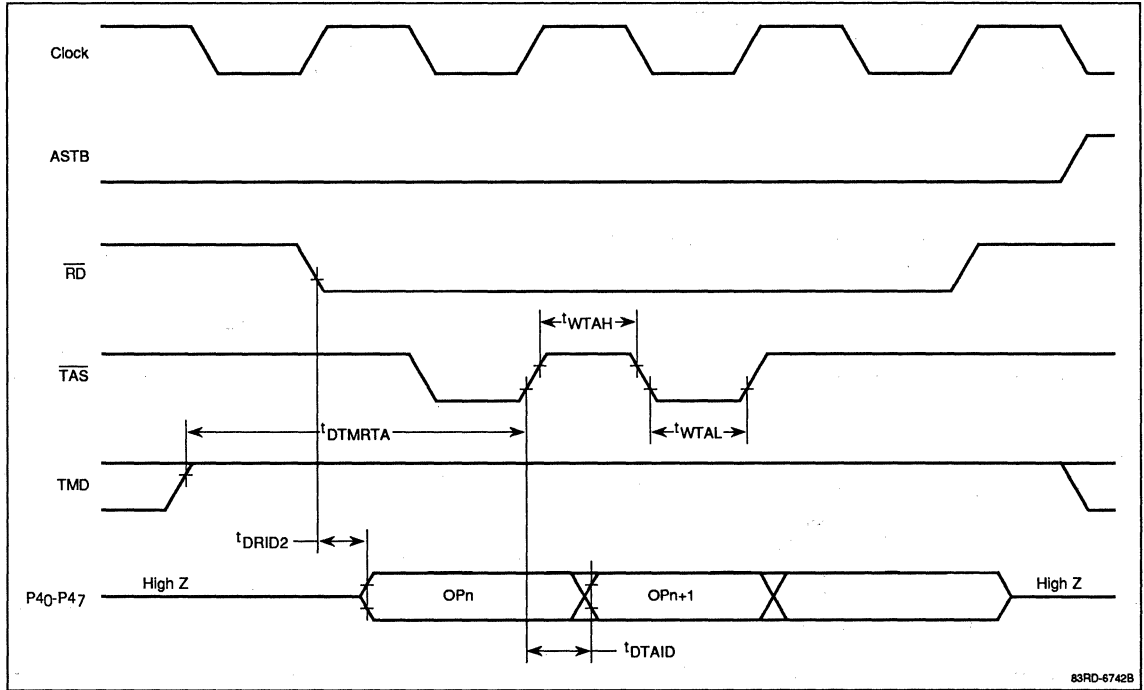 Clock
ASTB
RD
tWTAH
TAS
tDTMRTA
tWTAL
TMD
tDRID2
High Z
OPn
OPn+1
High Z
P40-P47
tDTAID
83RD-6742B